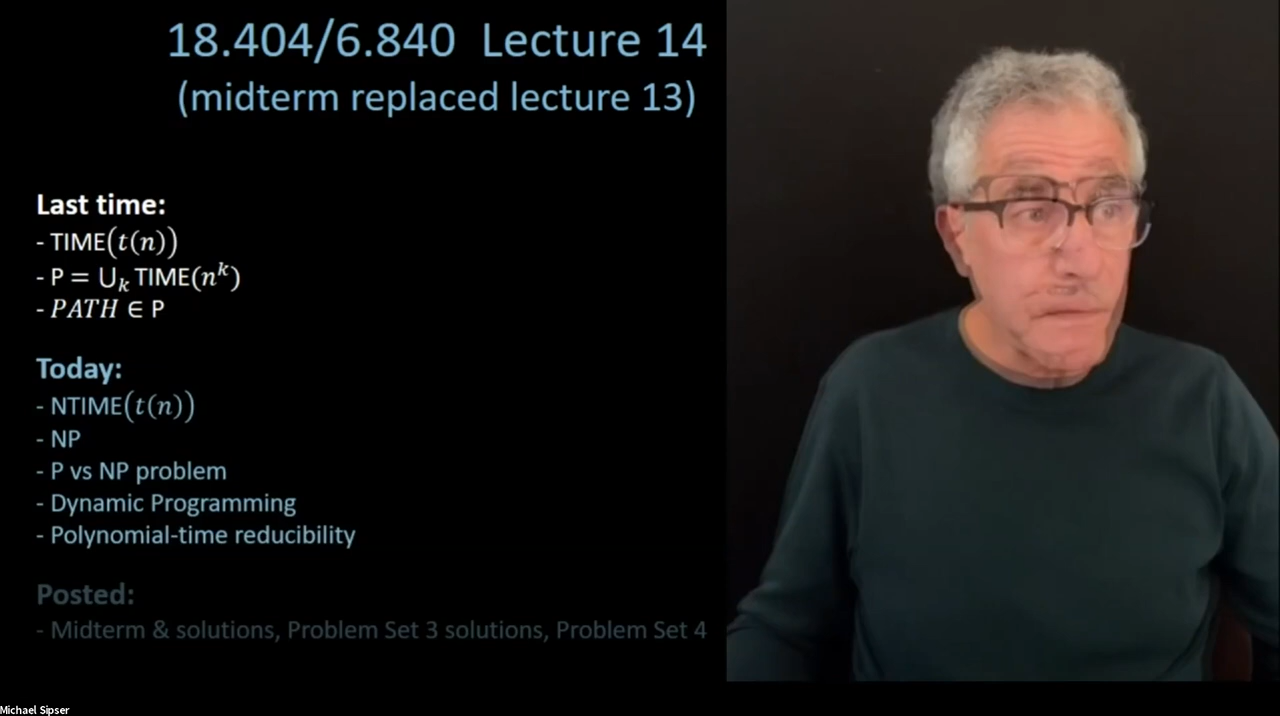 18.404/6.840 Lecture 14
(midterm replaced lecture 13)
Last time:
- TIME(𝑡(𝑛))
- P = ⋃ₖ TIME(𝑛ᵏ)
- 𝑃𝐴𝑇𝐻 ∈ P
Today:
- NTIME(𝑡(𝑛))
- NP
- P vs NP problem
- Dynamic Programming
- Polynomial-time reducibility
Posted:
- Midterm & solutions, Problem Set 3 solutions, Problem Set 4
Michael Sipser